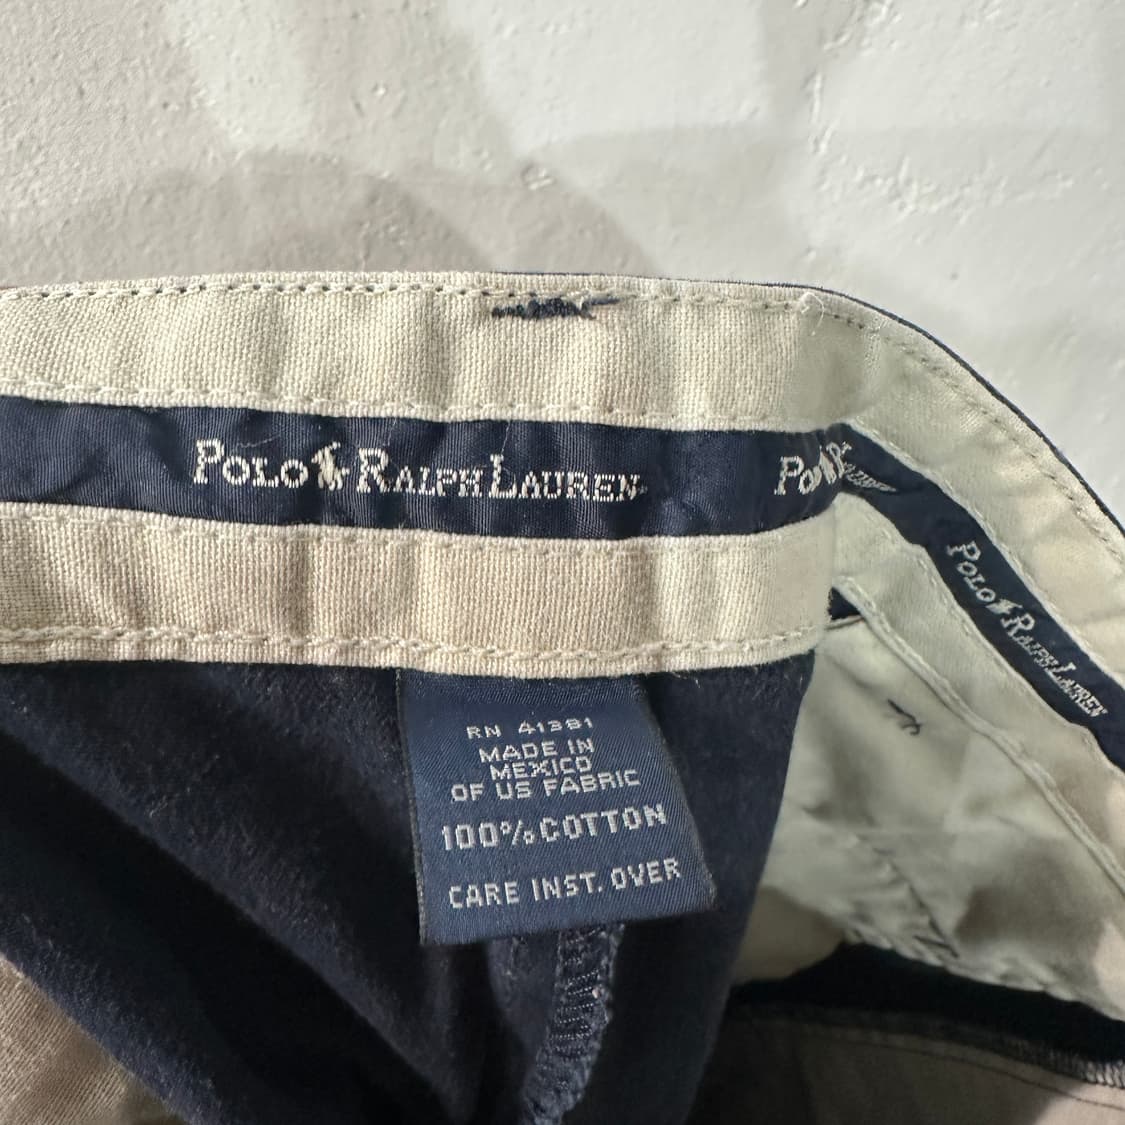 POLO RALPH LAUREN
POLO
POLO RALPH LAUREN
RN 41381
MADE IN
MEXICO
OF US FABRIC
100% COTTON
CARE INST. OVER